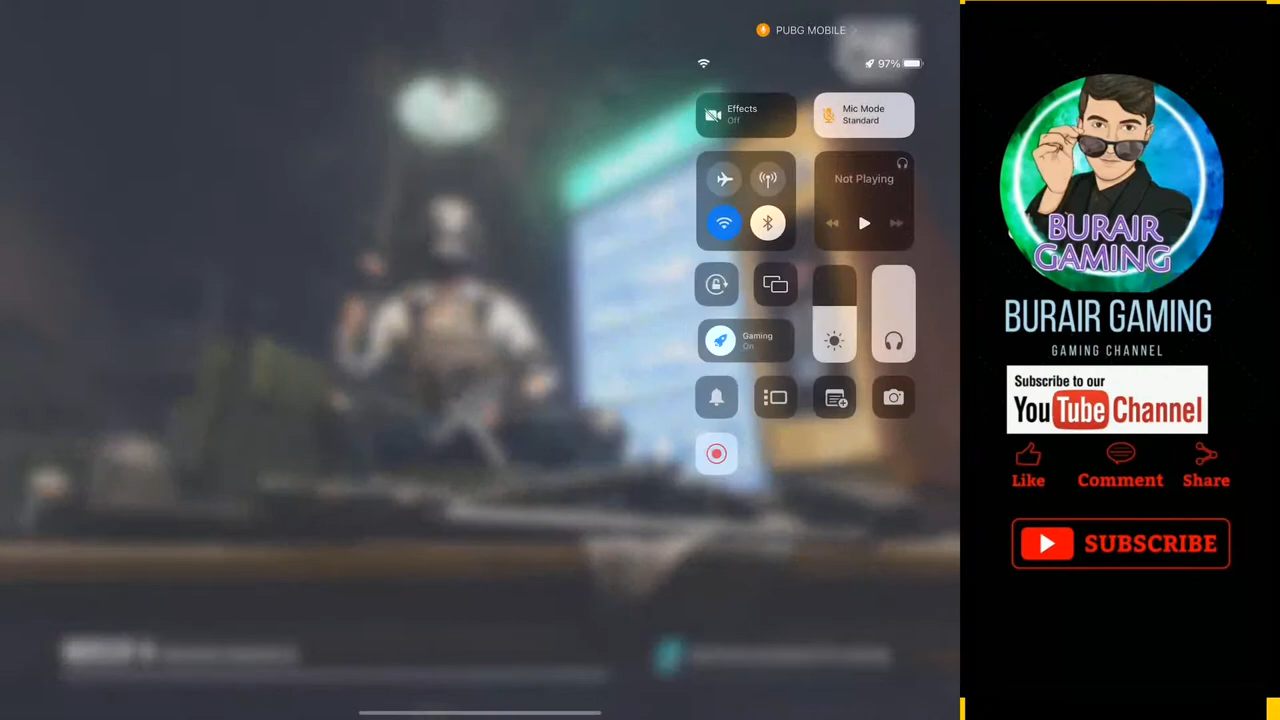 PUBG MOBILE
97%
Effects
Off
Mic Mode
Standard
Not Playing
Gaming
On
BURAIR
GAMING
BURAIR GAMING
GAMING CHANNEL
Subscribe to our
YouTube Channel
Like
Comment
Share
SUBSCRIBE